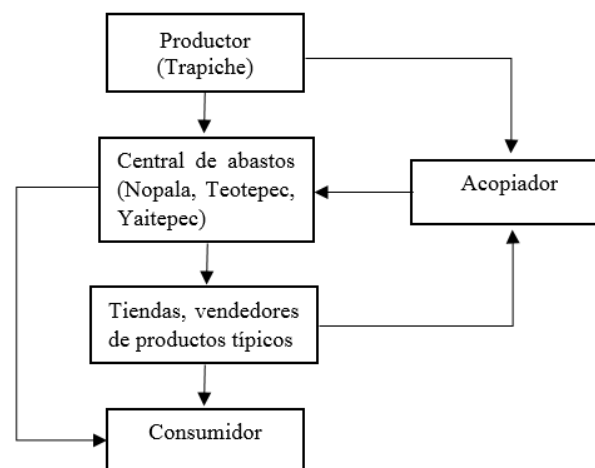 Productor
(Trapiche)
Central de abastos
(Nopala, Teotepec,
Yaitepec)
Acopiador
Tiendas, vendedores
de productos típicos
Consumidor